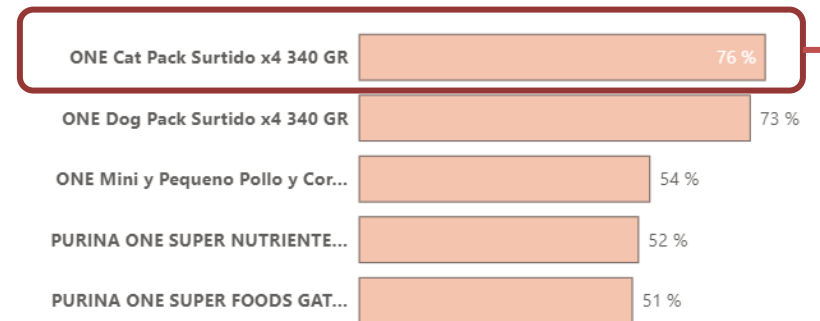 ONE Cat Pack Surtido x4 340 GR 76 %
ONE Dog Pack Surtido x4 340 GR 73 %
ONE Mini y Pequeno Pollo y Cor... 54 %
PURINA ONE SUPER NUTRIENTE... 52 %
PURINA ONE SUPER FOODS GAT... 51 %